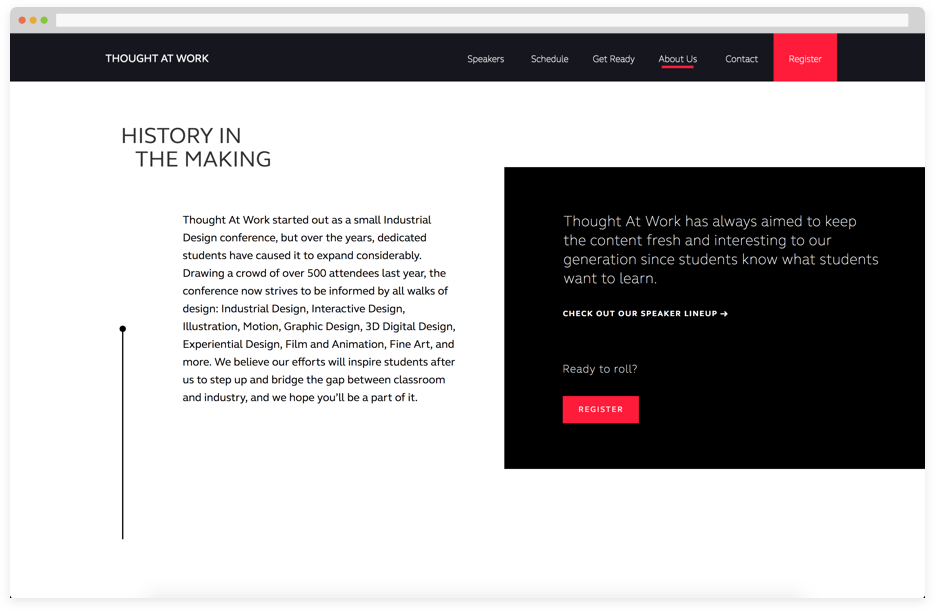 THOUGHT AT WORK
Speakers
Schedule
Get Ready
About Us
Contact
Register
HISTORY IN
THE MAKING
Thought At Work started out as a small Industrial
Design conference, but over the years, dedicated
students have caused it to expand considerably.
Drawing a crowd of over 500 attendees last year, the
conference now strives to be informed by all walks of
design: Industrial Design, Interactive Design,
Illustration, Motion, Graphic Design, 3D Digital Design,
Experiential Design, Film and Animation, Fine Art, and
more. We believe our efforts will inspire students after
us to step up and bridge the gap between classroom
and industry, and we hope you’ll be a part of it.
Thought At Work has always aimed to keep
the content fresh and interesting to our
generation since students know what students
want to learn.
CHECK OUT OUR SPEAKER LINEUP →
Ready to roll?
REGISTER